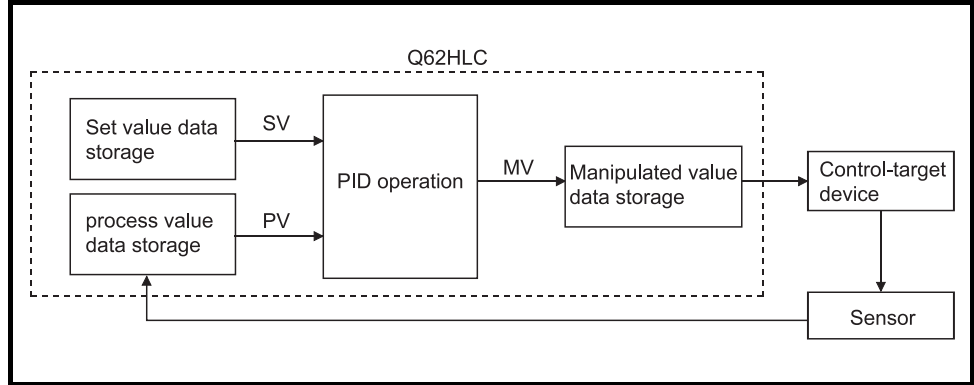 Q62HLC
Set value data
storage
SV
process value
data storage
PV
PID operation
MV
Manipulated value
data storage
Control-target
device
Sensor